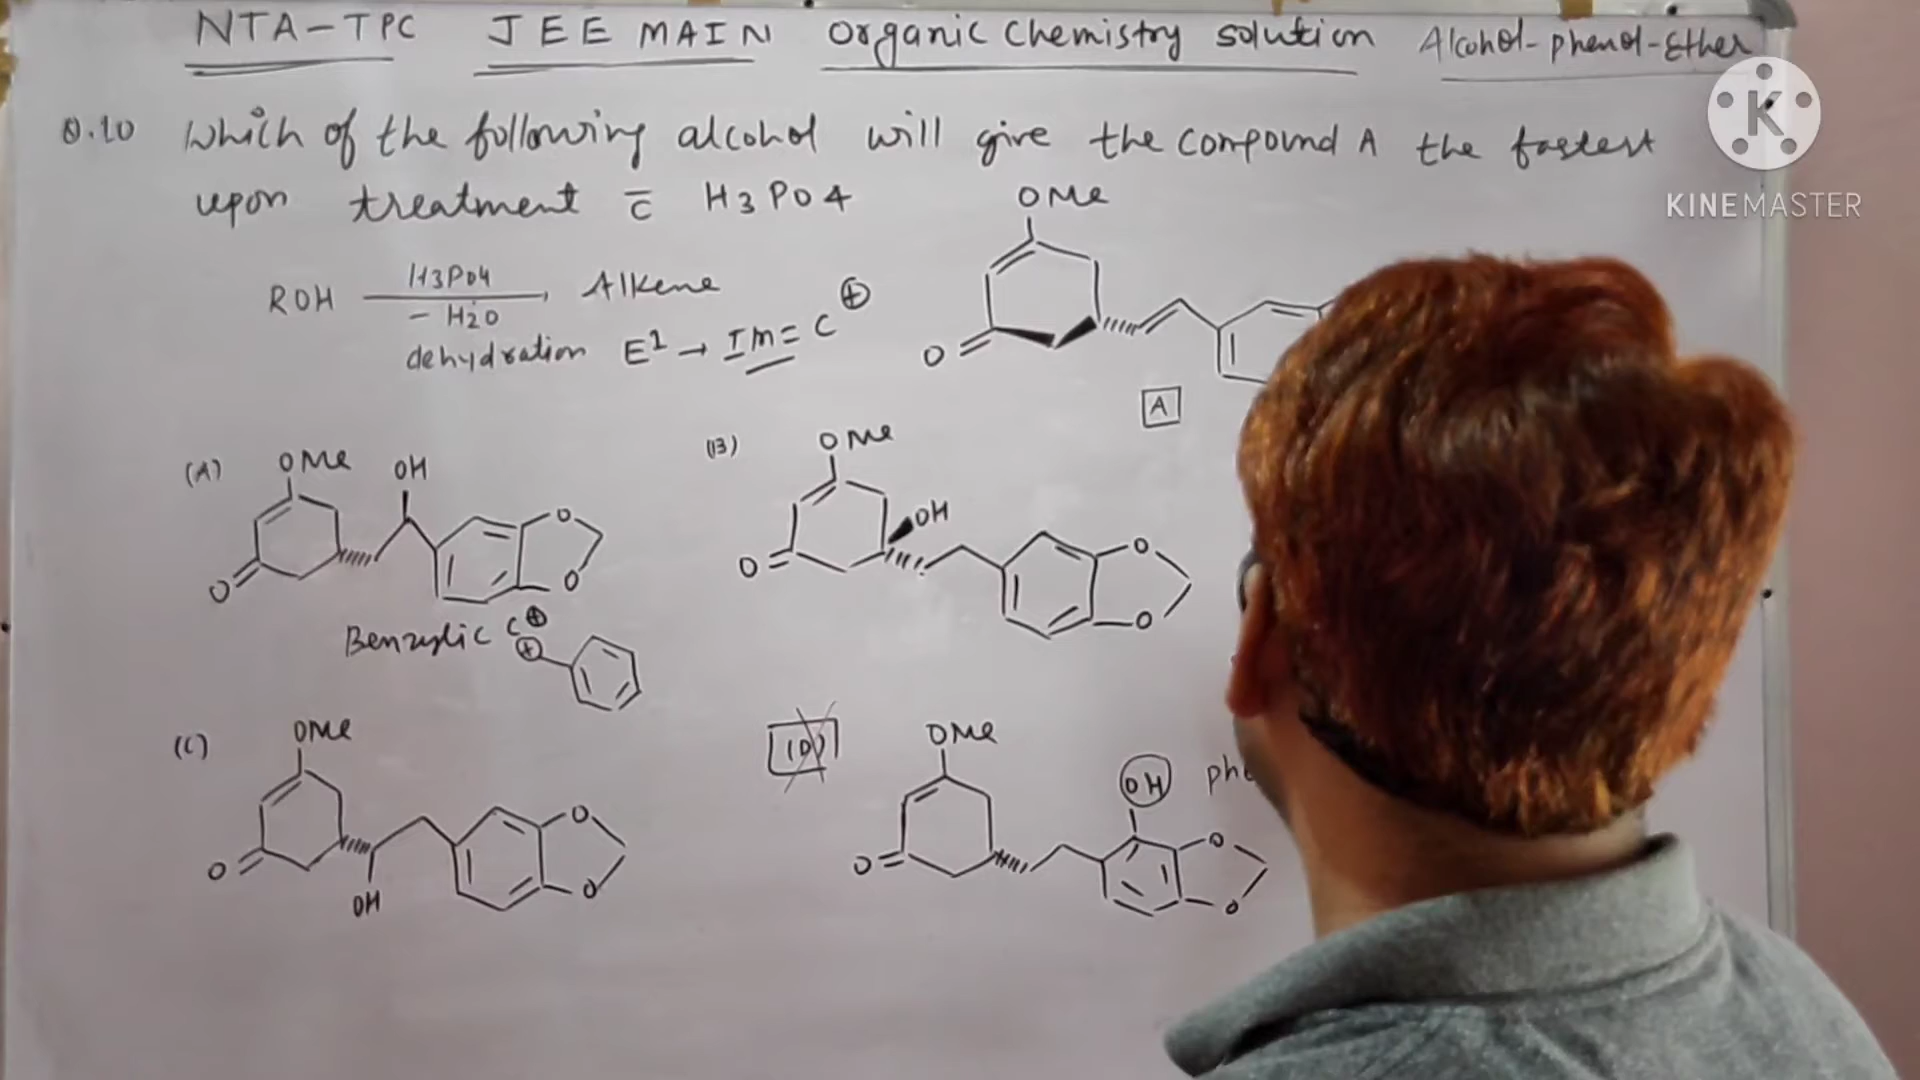 NTA-TPC JEE MAIN Organic Chemistry solution Alcohol-phenol-Ether
Q.10 Which of the following alcohol will give the compound A the fastest
upon treatment c̄ H3PO4
K
KINEMASTER
OMe
O
A
ROH H3PO4 Alkene
- H2O
dehydration E1 → Im = C⊕
(A) OMe OH
O O
O
Benzylic C⊕
⊕
(B) OMe
OH
O O
O
(C) OMe
O O
O
OH
(D) OMe
OH
O O
O